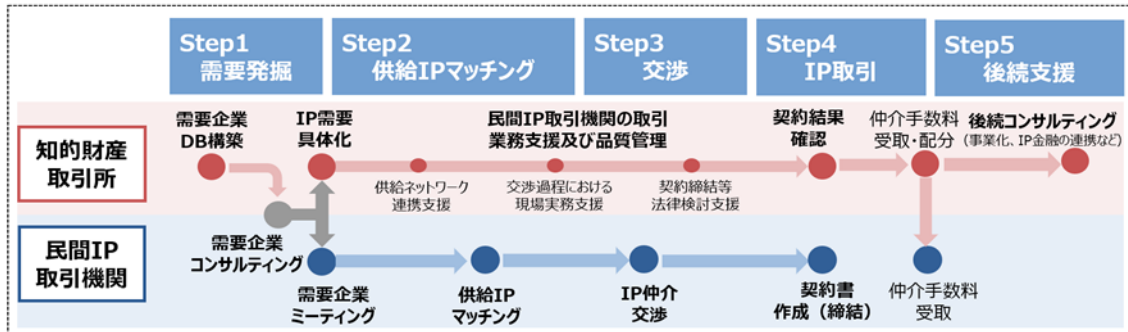 Step1
需要発掘
Step2
供給IPマッチング
Step3
交渉
Step4
IP取引
Step5
後続支援
知的財産
取引所
需要企業
DB構築
IP需要
具体化
民間IP取引機関の取引
業務支援及び品質管理
契約結果
確認
仲介手数料
受取・配分
後続コンサルティング
(事業化、IP金融の連携など)
供給ネットワーク
連携支援
交渉過程における
現場実務支援
契約締結等
法律検討支援
民間IP
取引機関
需要企業
コンサルティング
需要企業
ミーティング
供給IP
マッチング
IP仲介
交渉
契約書
作成（締結）
仲介手数料
受取